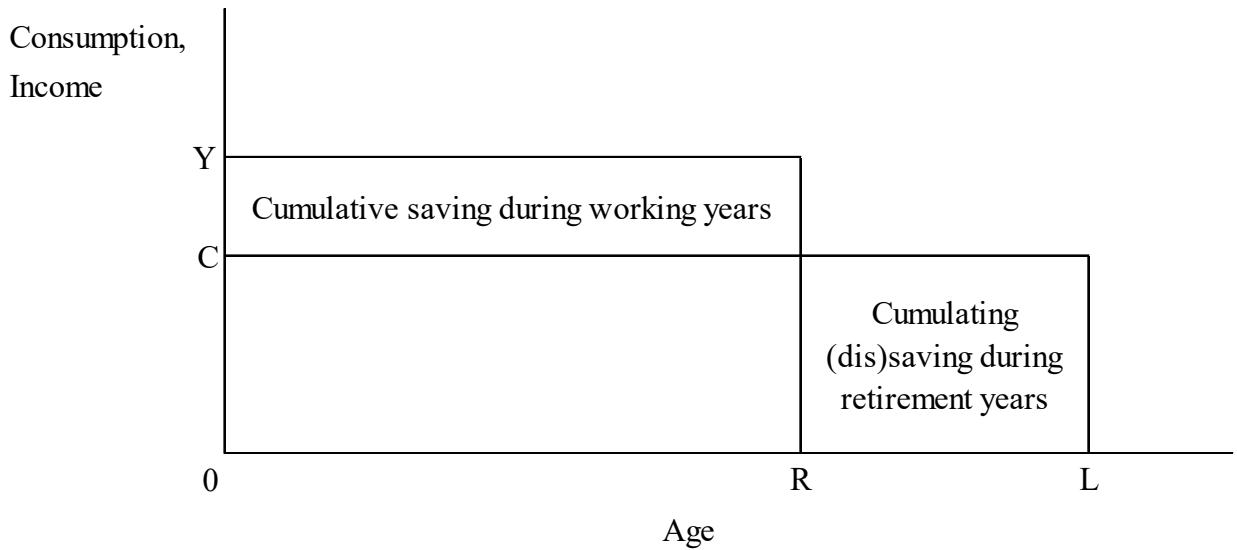 Consumption,
Income
Y
Cumulative saving during working years
C
Cumulating
(dis)saving during
retirement years
0
R
L
Age